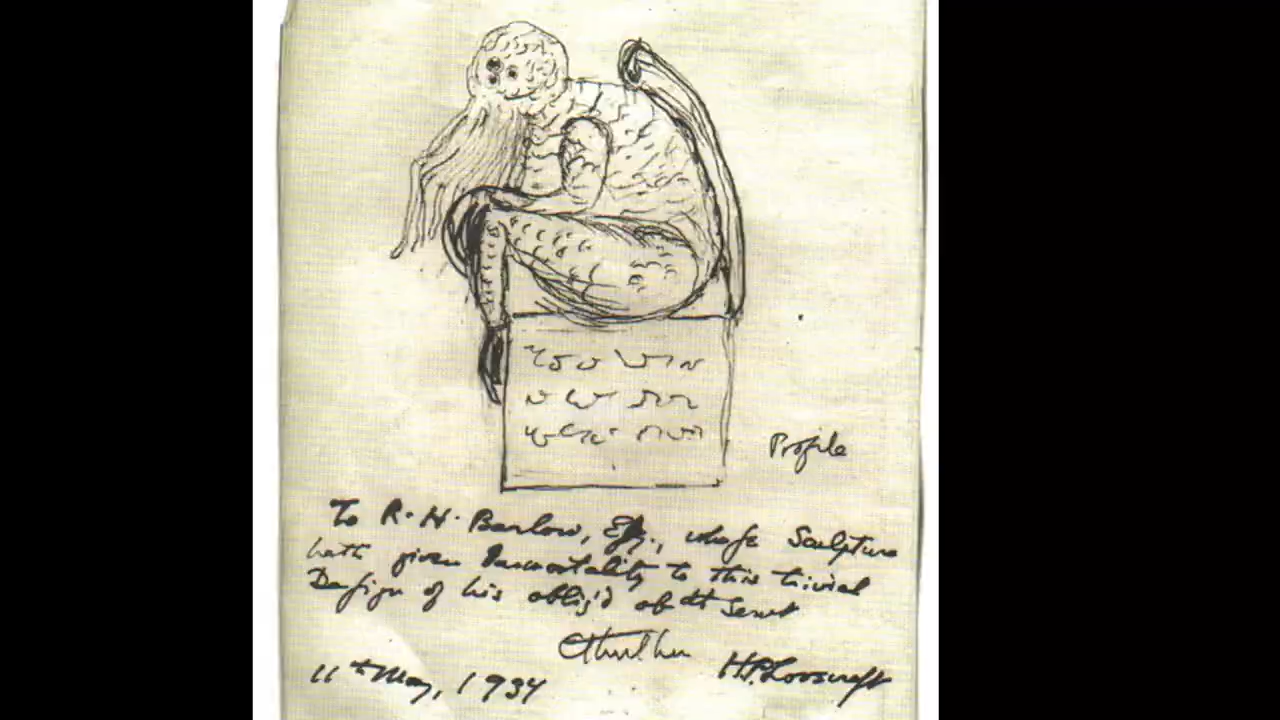 Profile
To R. H. Barlow, Esq., whose Sculpture
hath given Immortality to this trivial
Design of his oblig'd obdt Servt
Cthulhu
H.P. Lovecraft
11th May, 1934